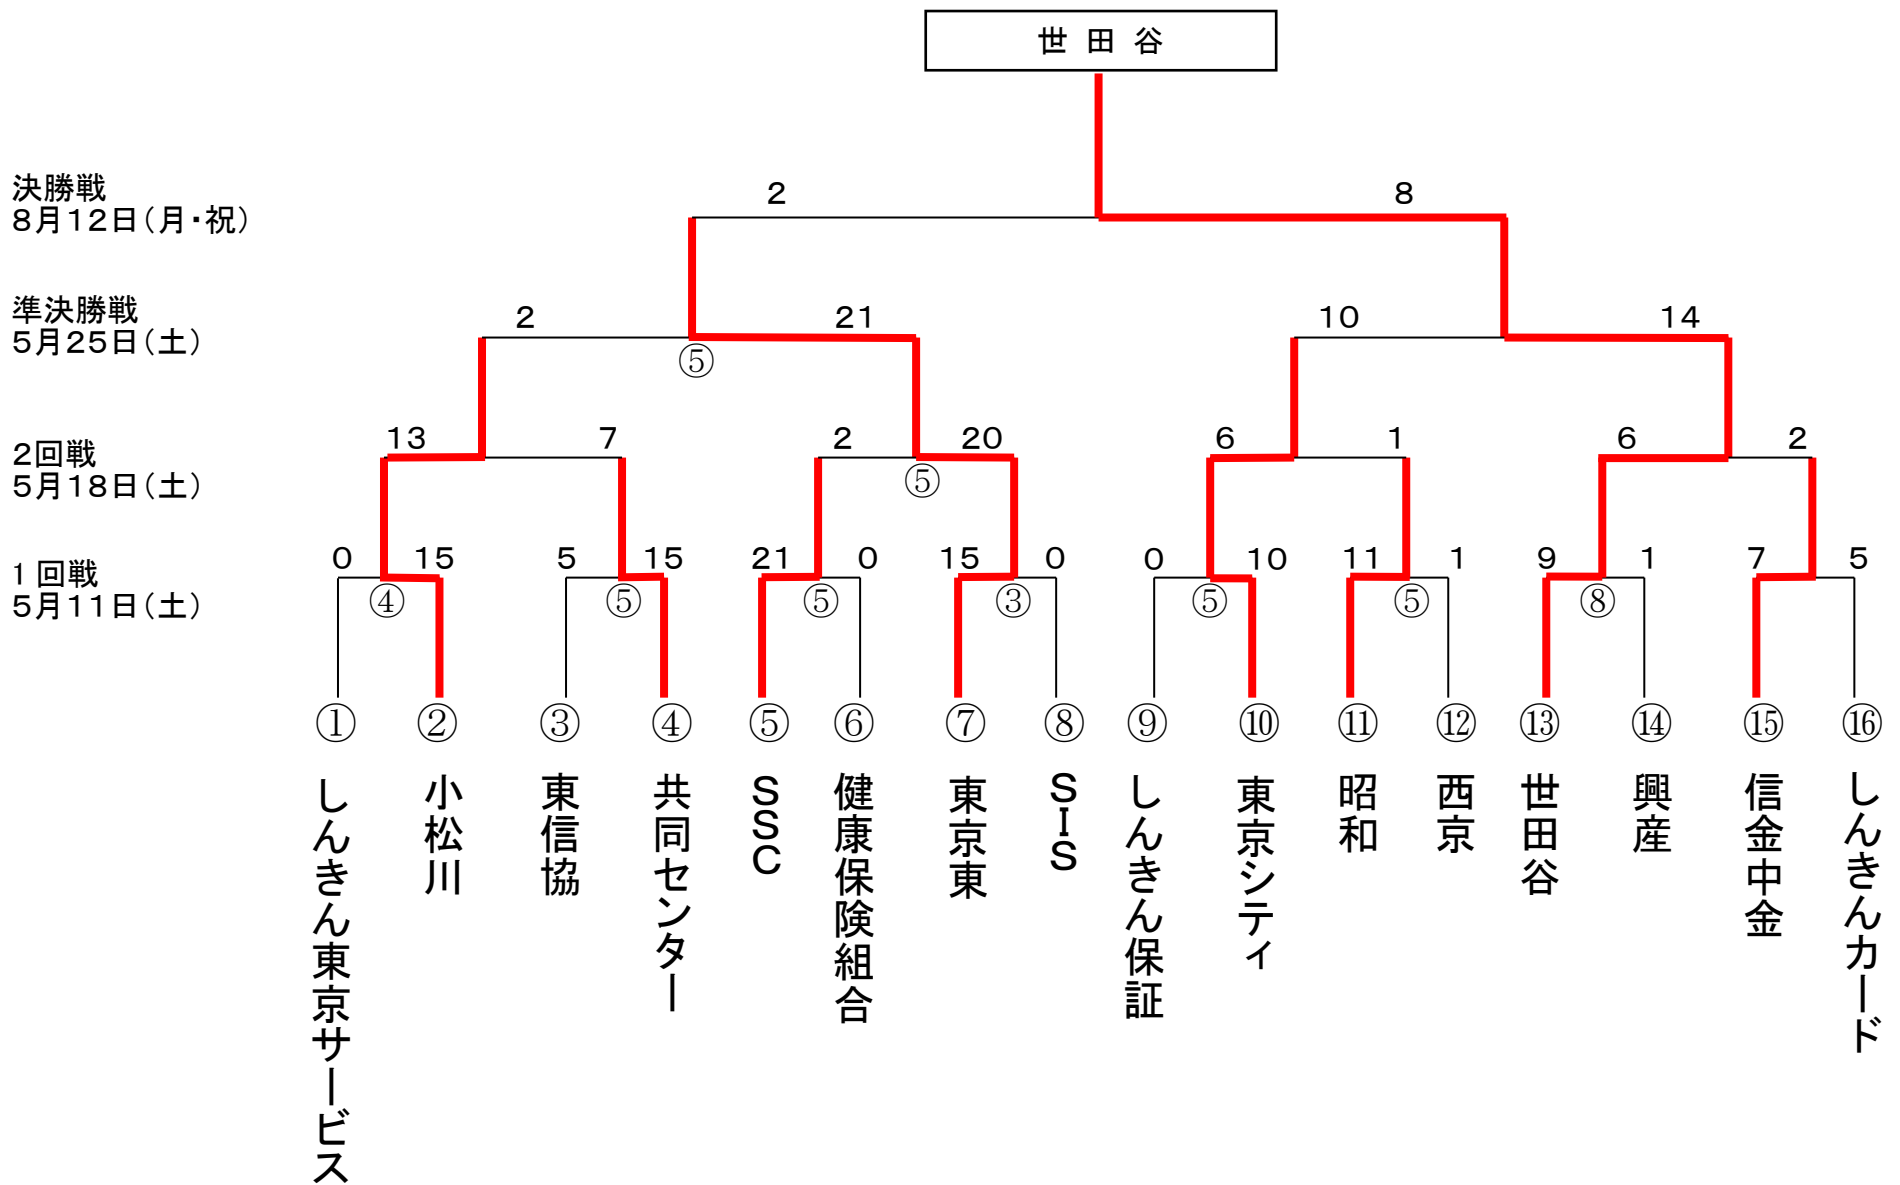 世田谷
決勝戦
8月12日(月・祝)
2
8
準決勝戦
5月25日(土)
2
21
10
14
⑤
2回戦
5月18日(土)
13
7
2
20
6
1
6
2
⑤
1回戦
5月11日(土)
0
15
5
15
21
0
15
0
0
10
11
1
9
1
7
5
④
⑤
⑤
③
⑤
⑤
⑧
①
②
③
④
⑤
⑥
⑦
⑧
⑨
⑩
⑪
⑫
⑬
⑭
⑮
⑯
しんきん東京サービス
小松川
東信協
共同センター
SSC
健康保険組合
東京東
SIS
しんきん保証
東京シティ
昭和
西京
世田谷
興産
信金中金
しんきんカード